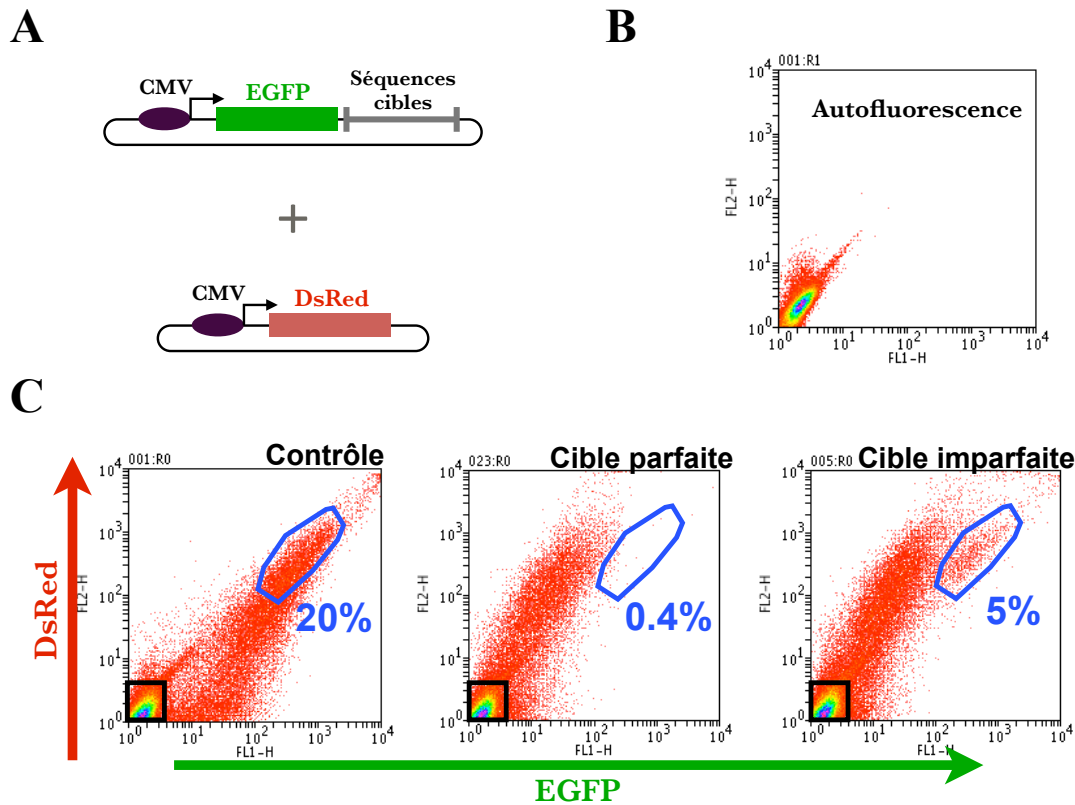 A
CMV
EGFP
Séquences
cibles
+
CMV
DsRed
B
001:R1
Autofluorescence
10^4
10^3
10^2
10^1
10^0
FL2-H
10^0 10^1 10^2 10^3 10^4
FL1-H
C
DsRed
001:R0
Contrôle
10^4
10^3
10^2
10^1
10^0
FL2-H
20%
10^0 10^1 10^2 10^3 10^4
FL1-H
023:R0
Cible parfaite
10^4
10^3
10^2
10^1
10^0
FL2-H
0.4%
10^0 10^1 10^2 10^3 10^4
FL1-H
005:R0
Cible imparfaite
10^4
10^3
10^2
10^1
10^0
FL2-H
5%
10^0 10^1 10^2 10^3 10^4
FL1-H
EGFP